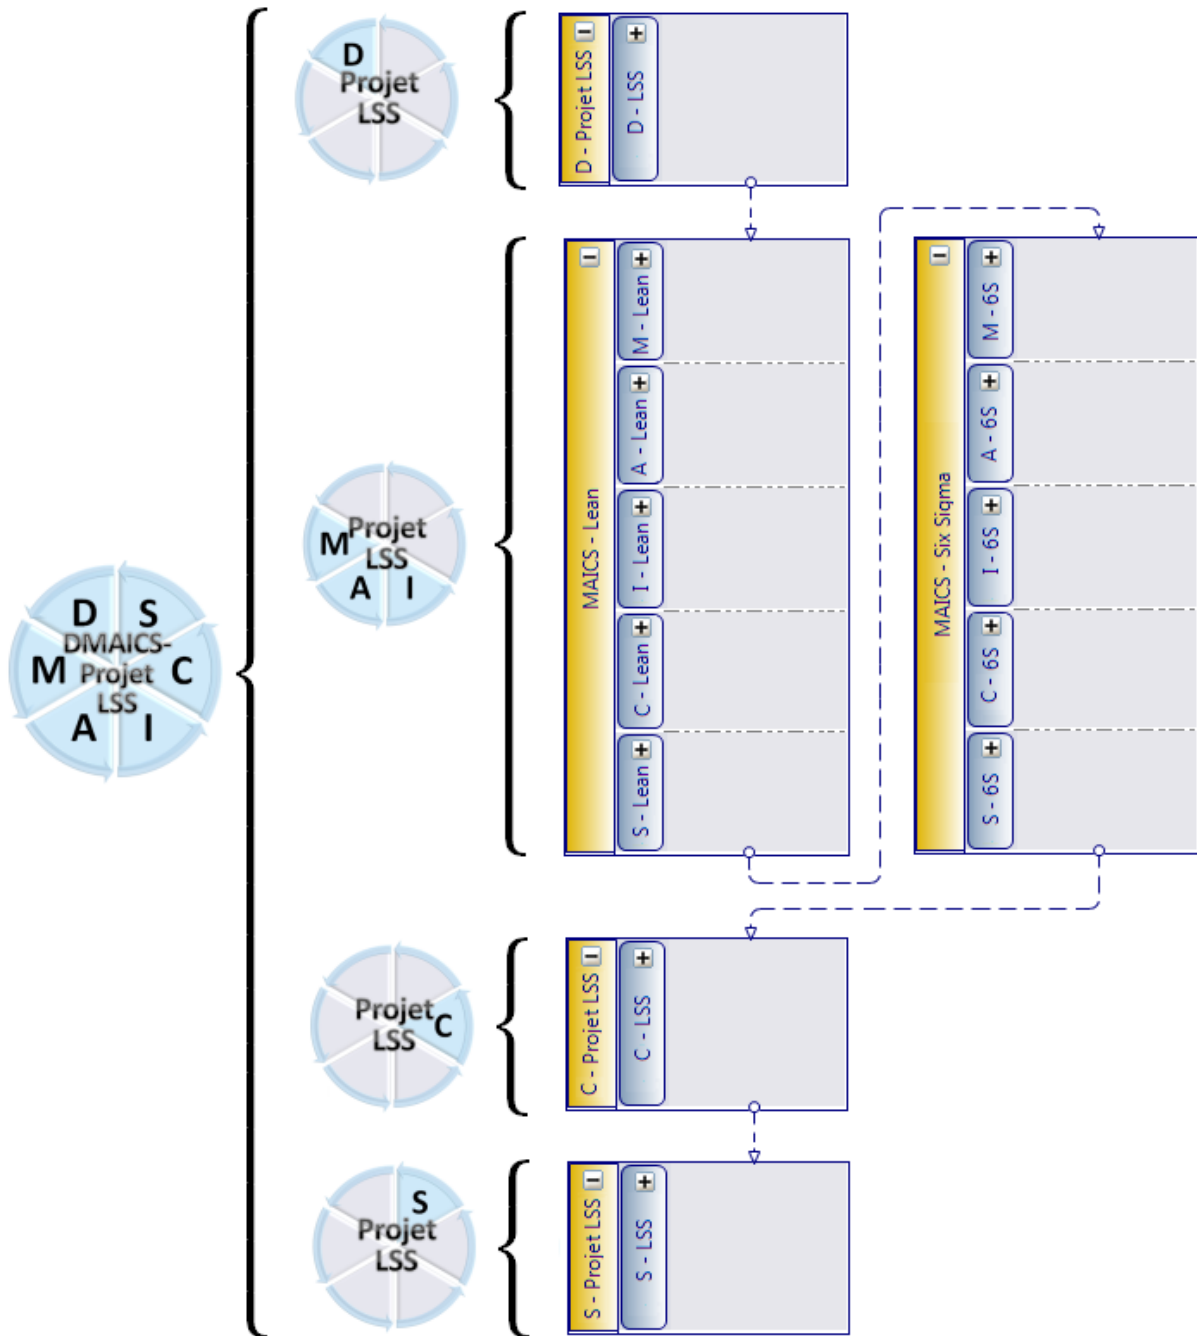 D
S
DMAICS-
M
Projet
C
LSS
A
I
D
Projet
LSS
D - Projet LSS
D - LSS
M
Projet
LSS
A
I
MAICS - Lean
M - Lean
A - Lean
I - Lean
C - Lean
S - Lean
MAICS - Six Sigma
M - 6S
A - 6S
I - 6S
C - 6S
S - 6S
Projet
C
LSS
C - Projet LSS
C - LSS
S
Projet
LSS
S - Projet LSS
S - LSS